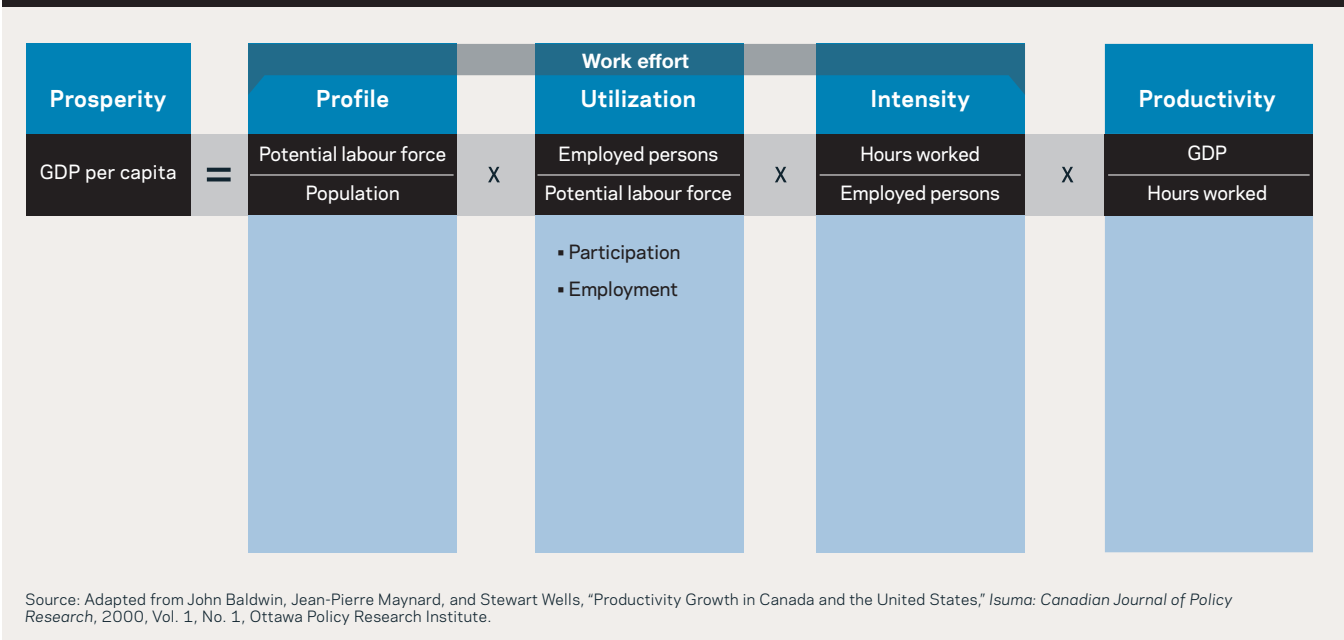 Work effort
Prosperity
Profile
Utilization
Intensity
Productivity
GDP per capita
=
Potential labour force
Population
x
Employed persons
Potential labour force
x
Hours worked
Employed persons
x
GDP
Hours worked
▪ Participation
▪ Employment
Source: Adapted from John Baldwin, Jean-Pierre Maynard, and Stewart Wells, “Productivity Growth in Canada and the United States,” Isuma: Canadian Journal of Policy
Research, 2000, Vol. 1, No. 1, Ottawa Policy Research Institute.